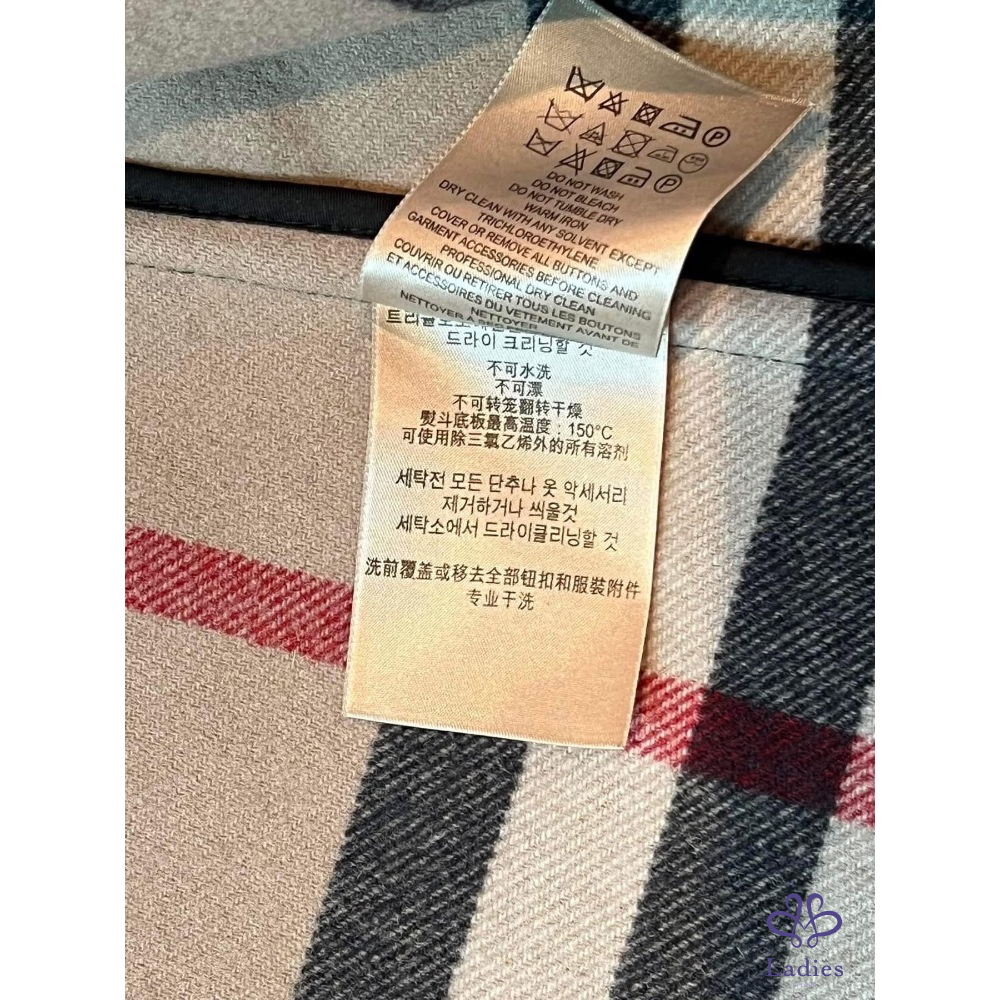 DO NOT WASH
DO NOT BLEACH
DO NOT TUMBLE DRY
WARM IRON
DRY CLEAN WITH ANY SOLVENT EXCEPT
TRICHLOROETHYLENE
COVER OR REMOVE ALL BUTTONS AND
GARMENT ACCESSORIES BEFORE CLEANING
PROFESSIONAL DRY CLEAN
COUVRIR OU RETIRER TOUS LES BOUTONS
ET ACCESSOIRES DU VETEMENT AVANT DE
NETTOYER
NETTOYER A SEC
드라이 크리닝할 것
不可水洗
不可漂
不可转笼翻转干燥
熨斗底板最高温度：150°C
可使用除三氯乙烯外的所有溶剂
세탁전 모든 단추나 옷 악세서리
제거하거나 씌울것
세탁소에서 드라이클리닝할 것
洗前覆盖或移去全部钮扣和服裝附件
专业干洗
Ladies